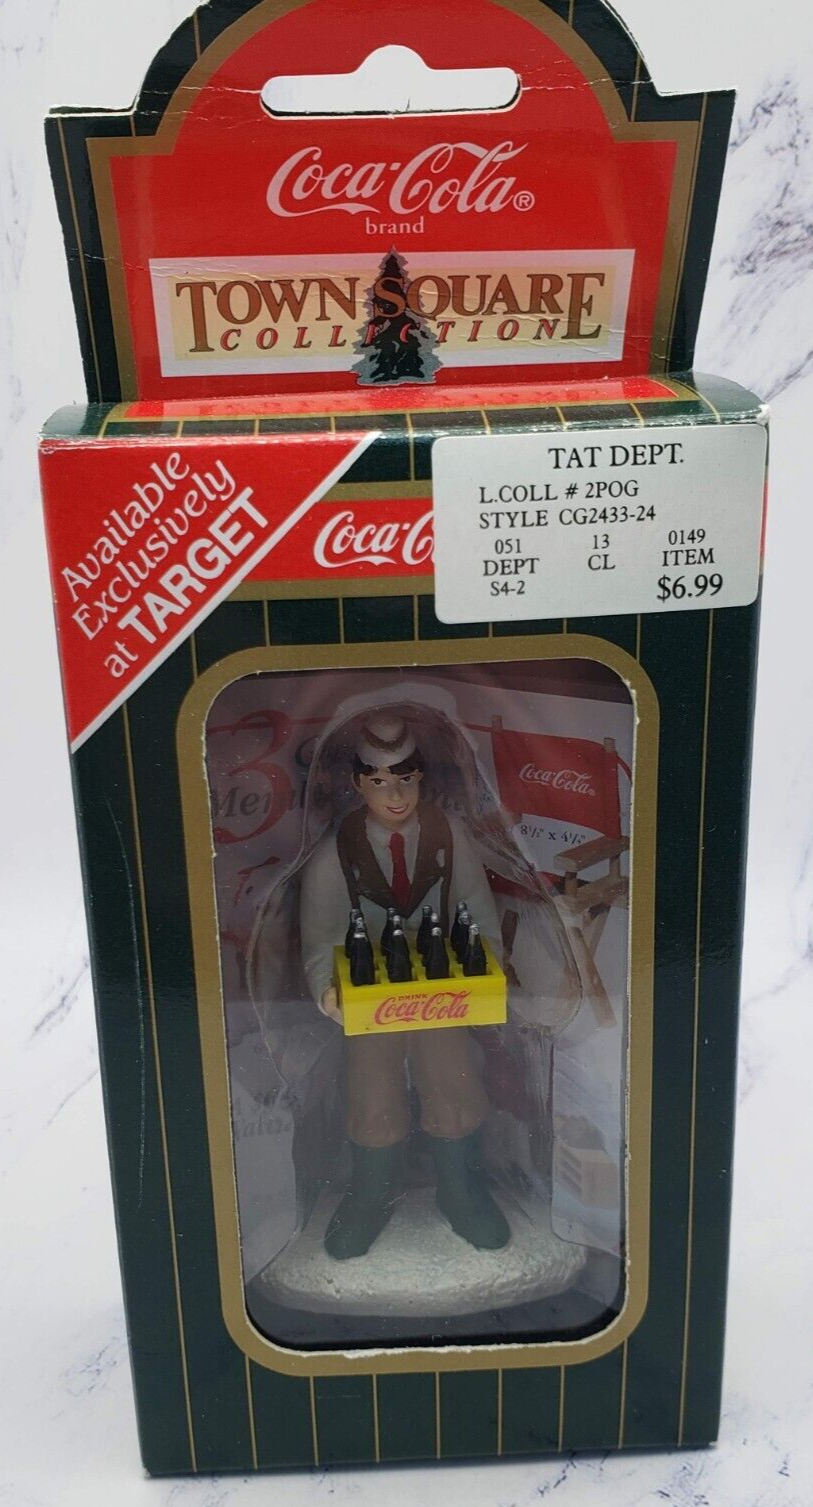 Coca-Cola®
brand
TOWN SQUARE
COLLECTION
Available
Exclusively
at TARGET
Coca-C
TAT DEPT.
L.COLL # 2POG
STYLE CG2433-24
051 13 0149
DEPT CL ITEM
S4-2 $6.99
3
Coca-Cola®
8½" x 4¼"
DRINK
Coca-Cola